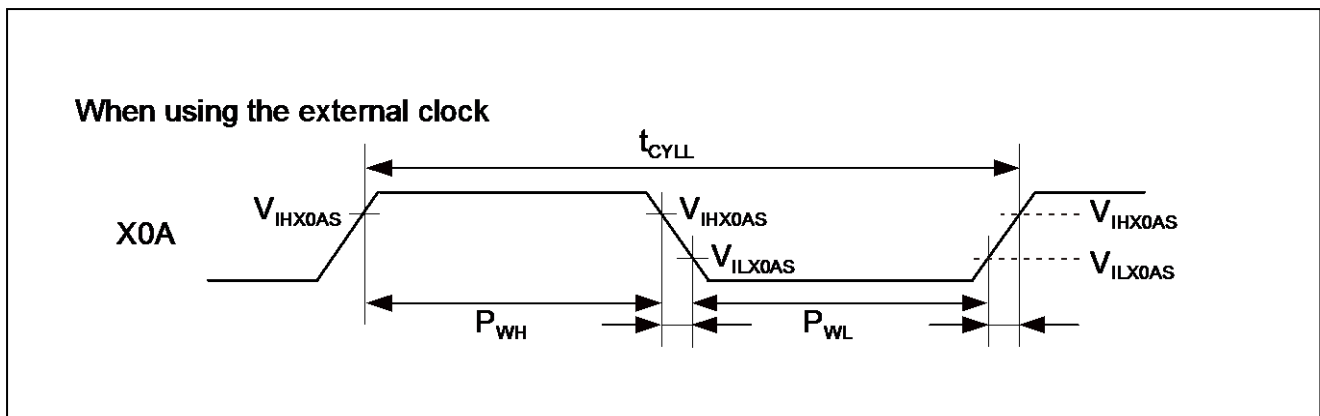 When using the external clock
tCYLL
VIHX0AS
VIHX0AS
VIHX0AS
X0A
VILX0AS
VILX0AS
PWH
PWL